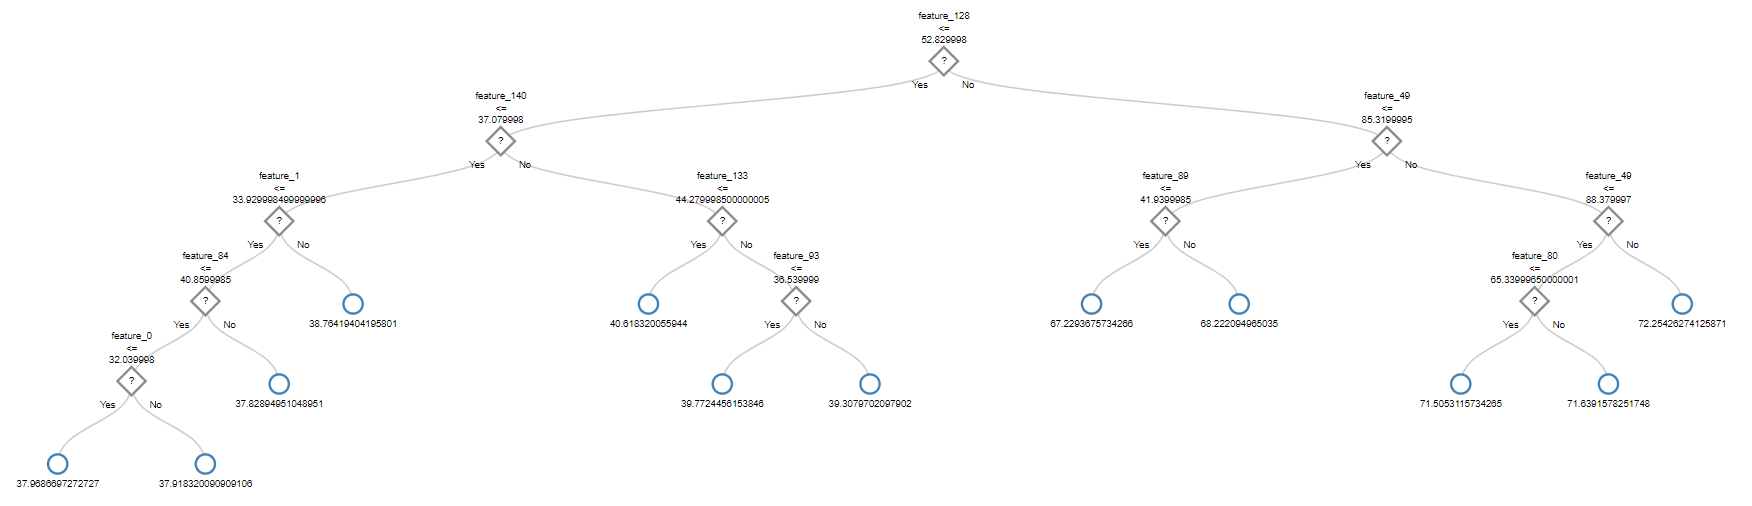 feature_128
<=
52.829998
?
Yes
No
feature_140
<=
37.079998
?
Yes
No
feature_49
<=
85.3199995
?
Yes
No
feature_1
<=
33.929998499999996
?
Yes
No
feature_133
<=
44.279998500000005
?
Yes
No
feature_89
<=
41.9399985
?
Yes
No
feature_49
<=
88.379997
?
Yes
No
feature_84
<=
40.8599985
?
Yes
No
38.76419404195801
40.618320055944
feature_93
<=
36.539999
?
Yes
No
67.2293675734266
68.222094965035
feature_80
<=
65.33999650000001
?
Yes
No
72.25426274125871
feature_0
<=
32.039998
?
Yes
No
37.82894951048951
39.7724456153846
39.3079702097902
71.5053115734265
71.6391578251748
37.9686697272727
37.918320090909106